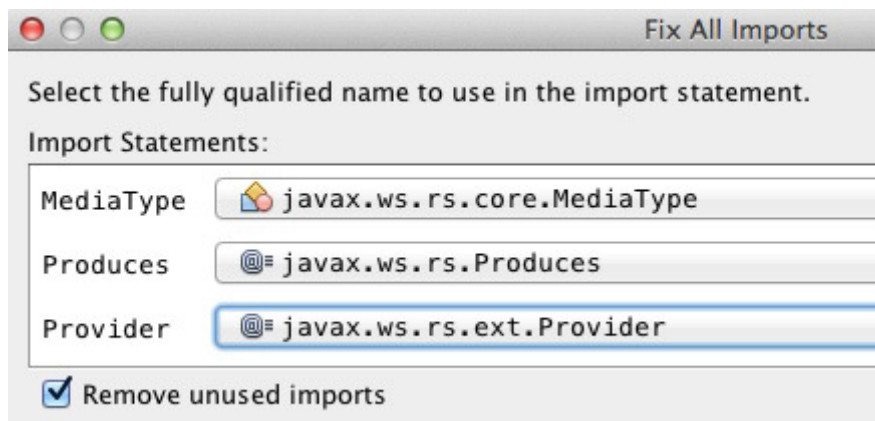 Fix All Imports
Select the fully qualified name to use in the import statement.
Import Statements:
MediaType javax.ws.rs.core.MediaType
Produces javax.ws.rs.Produces
Provider javax.ws.rs.ext.Provider
Remove unused imports